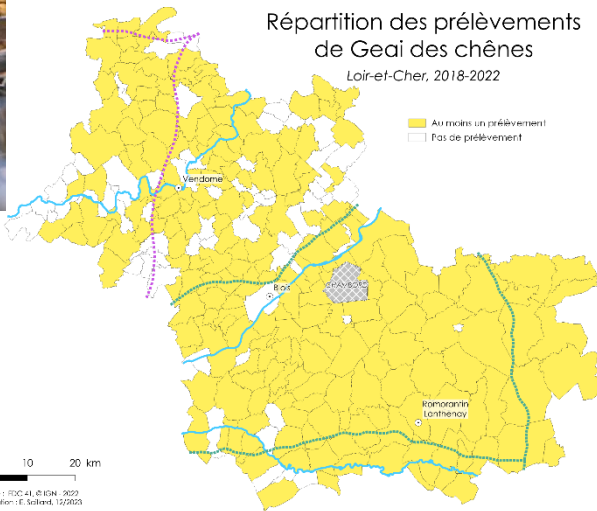 Répartition des prélèvements
de Geai des chênes
Loir-et-Cher, 2018-2022
Au moins un prélèvement
Pas de prélèvement
Vendome
Blois
CHAMBORD
Romorantin
Lanthenay
10 20 km
: FDC 41, © IGN - 2022
tion : E. Saillard, 12/2023